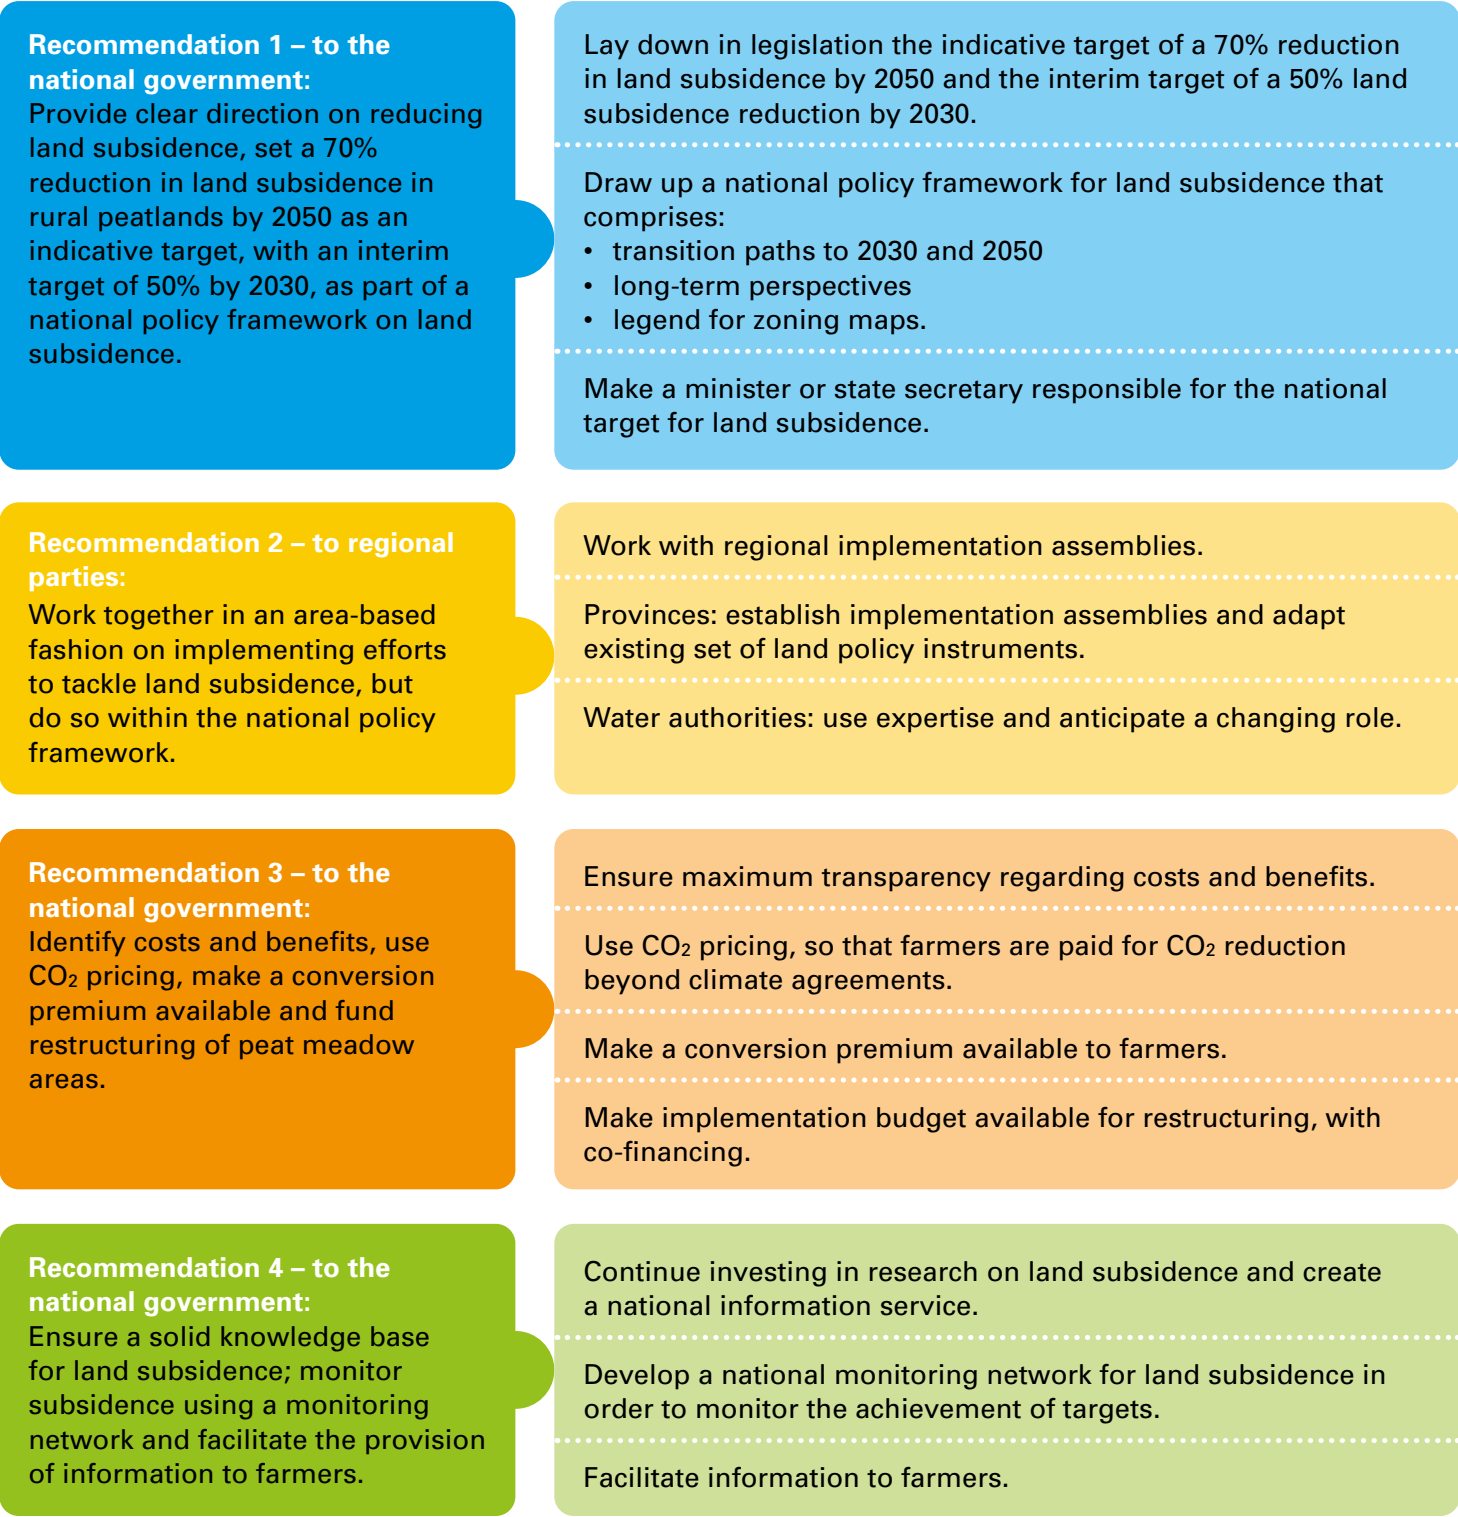 Recommendation 1 – to the
national government:
Provide clear direction on reducing
land subsidence, set a 70%
reduction in land subsidence in
rural peatlands by 2050 as an
indicative target, with an interim
target of 50% by 2030, as part of a
national policy framework on land
subsidence.
Lay down in legislation the indicative target of a 70% reduction
in land subsidence by 2050 and the interim target of a 50% land
subsidence reduction by 2030.
Draw up a national policy framework for land subsidence that
comprises:
• transition paths to 2030 and 2050
• long-term perspectives
• legend for zoning maps.
Make a minister or state secretary responsible for the national
target for land subsidence.
Recommendation 2 – to regional
parties:
Work together in an area-based
fashion on implementing efforts
to tackle land subsidence, but
do so within the national policy
framework.
Work with regional implementation assemblies.
Provinces: establish implementation assemblies and adapt
existing set of land policy instruments.
Water authorities: use expertise and anticipate a changing role.
Recommendation 3 – to the
national government:
Identify costs and benefits, use
CO₂ pricing, make a conversion
premium available and fund
restructuring of peat meadow
areas.
Ensure maximum transparency regarding costs and benefits.
Use CO₂ pricing, so that farmers are paid for CO₂ reduction
beyond climate agreements.
Make a conversion premium available to farmers.
Make implementation budget available for restructuring, with
co-financing.
Recommendation 4 – to the
national government:
Ensure a solid knowledge base
for land subsidence; monitor
subsidence using a monitoring
network and facilitate the provision
of information to farmers.
Continue investing in research on land subsidence and create
a national information service.
Develop a national monitoring network for land subsidence in
order to monitor the achievement of targets.
Facilitate information to farmers.